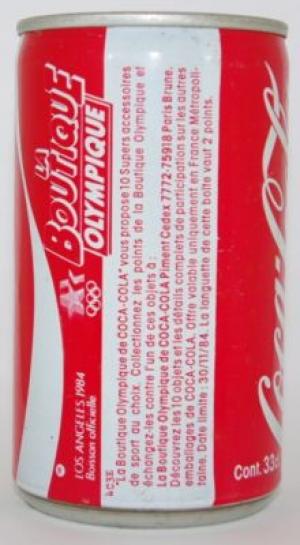 LA
BOUTIQUE
OLYMPIQUE
LOS ANGELES 1984
Boisson officielle
4C3E
"La Boutique Olympique de COCA-COLA" vous propose 10 Supers accessoires
de sport au choix. Collectionnez les points de la Boutique Olympique et
échangez-les contre l'un de ces objets à :
La Boutique Olympique de COCA-COLA Piment Cedex 7772-75918 Paris Brune.
Découvrez les 10 objets et les détails complets de participation sur les autres
emballages de COCA-COLA. Offre valable uniquement en France Métropoli-
taine. Date limite : 30/11/84. La languette de cette boîte vaut 2 points.
Coca-Cola
Cont. 33c